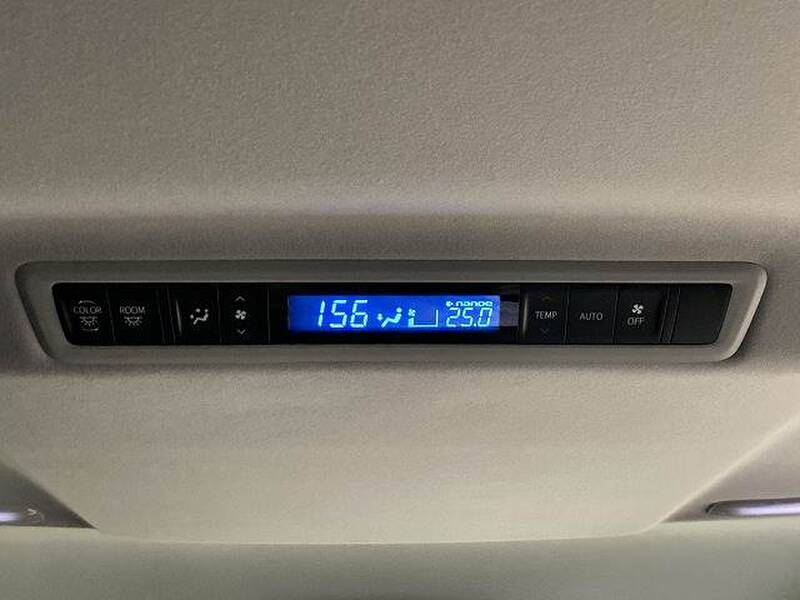 COLOR
ROOM
156
nanoe
25.0
TEMP
AUTO
OFF